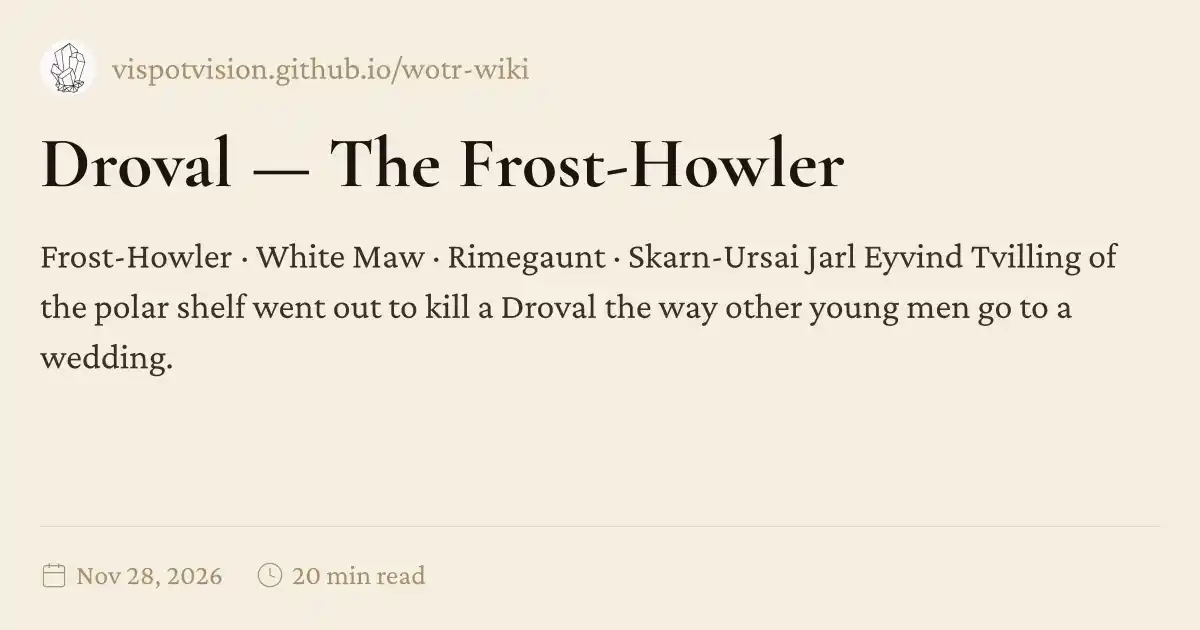 vispotvision.github.io/wotr-wiki
Droval — The Frost-Howler
Frost-Howler · White Maw · Rimegaunt · Skarn-Ursai Jarl Eyvind Tvilling of
the polar shelf went out to kill a Droval the way other young men go to a
wedding.
Nov 28, 2026 20 min read